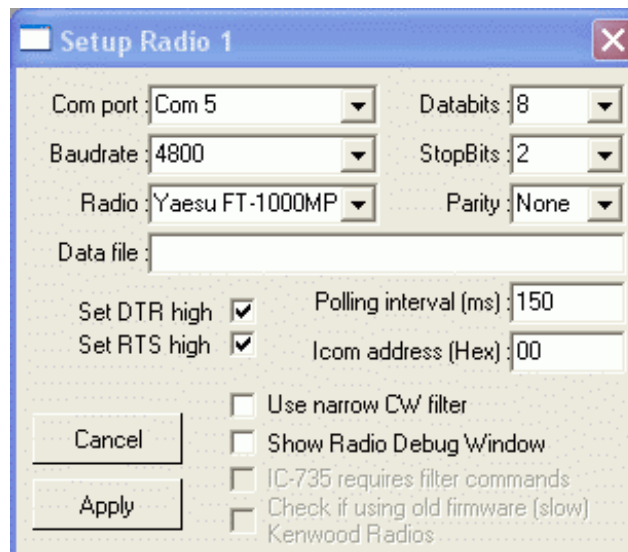 Setup Radio 1
Com port : Com 5 Databits : 8
Baudrate : 4800 StopBits : 2
Radio : Yaesu FT-1000MP Parity : None
Data file :
Set DTR high Polling interval (ms) : 150
Set RTS high Icom address (Hex) : 00
Use narrow CW filter
Cancel Show Radio Debug Window
IC-735 requires filter commands
Apply Check if using old firmware (slow)
Kenwood Radios